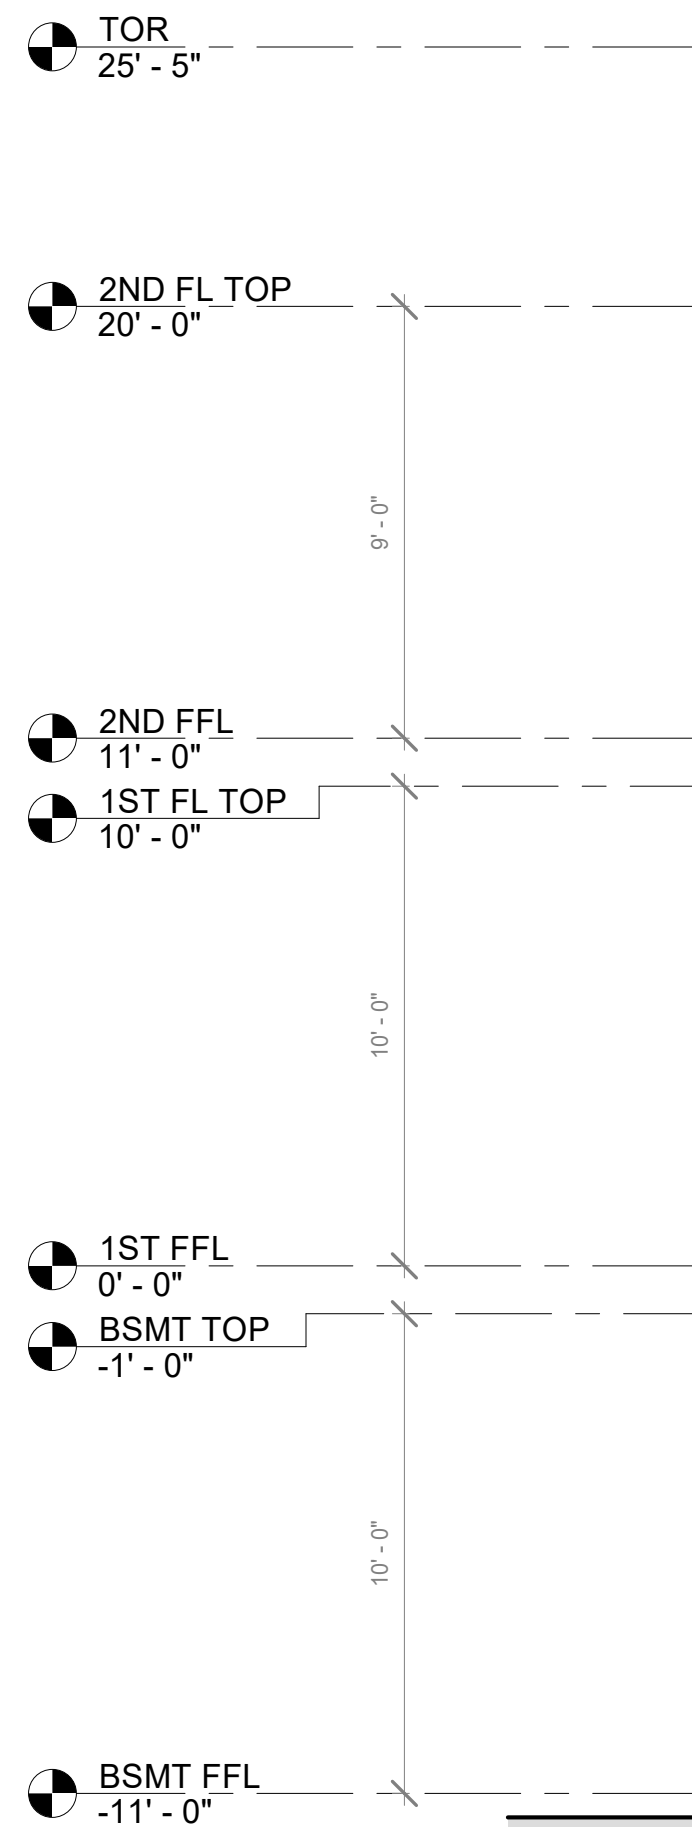 TOR
25' - 5"
2ND FL TOP
20' - 0"
9' - 0"
2ND FFL
11' - 0"
1ST FL TOP
10' - 0"
10' - 0"
1ST FFL
0' - 0"
BSMT TOP
-1' - 0"
10' - 0"
BSMT FFL
-11' - 0"